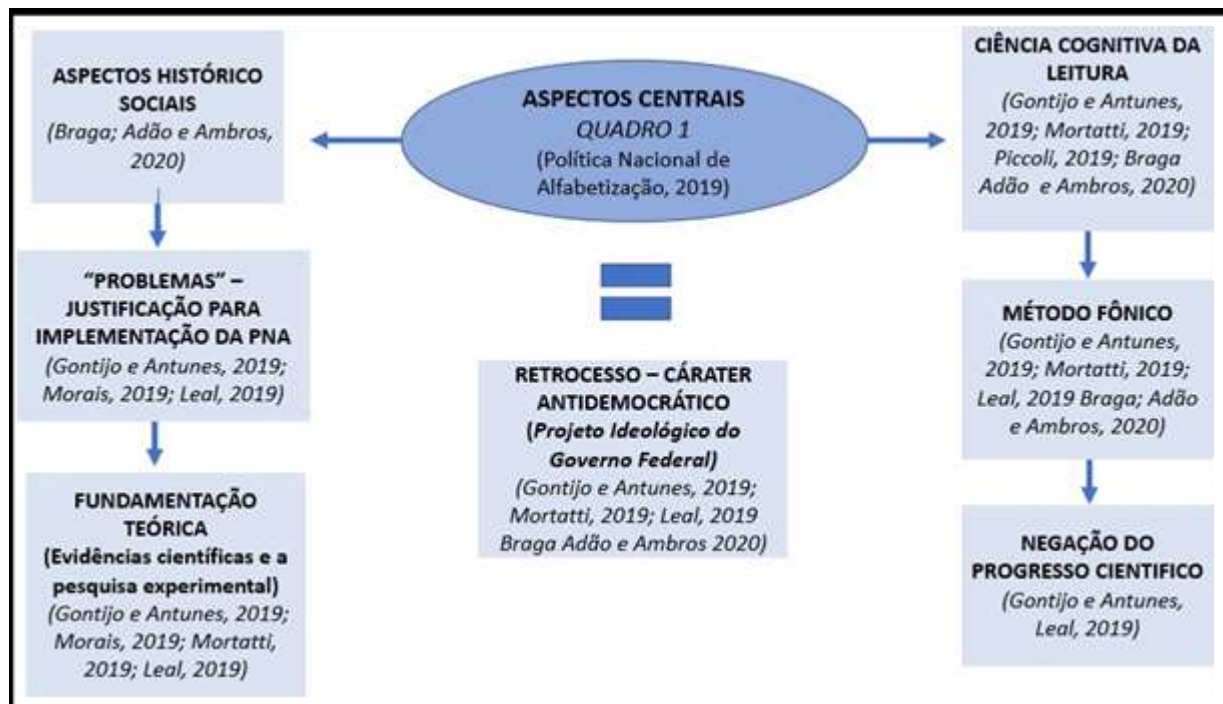 ASPECTOS HISTÓRICO
SOCIAIS
(Braga; Adão e Ambros,
2020)
“PROBLEMAS” –
JUSTIFICAÇÃO PARA
IMPLEMENTAÇÃO DA PNA
(Gontijo e Antunes, 2019;
Morais, 2019; Leal, 2019)
FUNDAMENTAÇÃO
TEÓRICA
(Evidências científicas e a
pesquisa experimental)
(Gontijo e Antunes, 2019;
Morais, 2019; Mortatti,
2019; Leal, 2019)
ASPECTOS CENTRAIS
QUADRO 1
(Política Nacional de
Alfabetização, 2019)
RETROCESSO – CÁRATER
ANTIDEMOCRÁTICO
(Projeto Ideológico do
Governo Federal)
(Gontijo e Antunes, 2019;
Mortatti, 2019; Leal, 2019
Braga Adão e Ambros 2020)
CIÊNCIA COGNITIVA DA
LEITURA
(Gontijo e Antunes,
2019; Mortatti, 2019;
Piccoli, 2019; Braga
Adão e Ambros, 2020)
MÉTODO FÔNICO
(Gontijo e Antunes,
2019; Mortatti, 2019;
Leal, 2019 Braga; Adão
e Ambros, 2020)
NEGAÇÃO DO
PROGRESSO CIENTIFICO
(Gontijo e Antunes,
Leal, 2019)